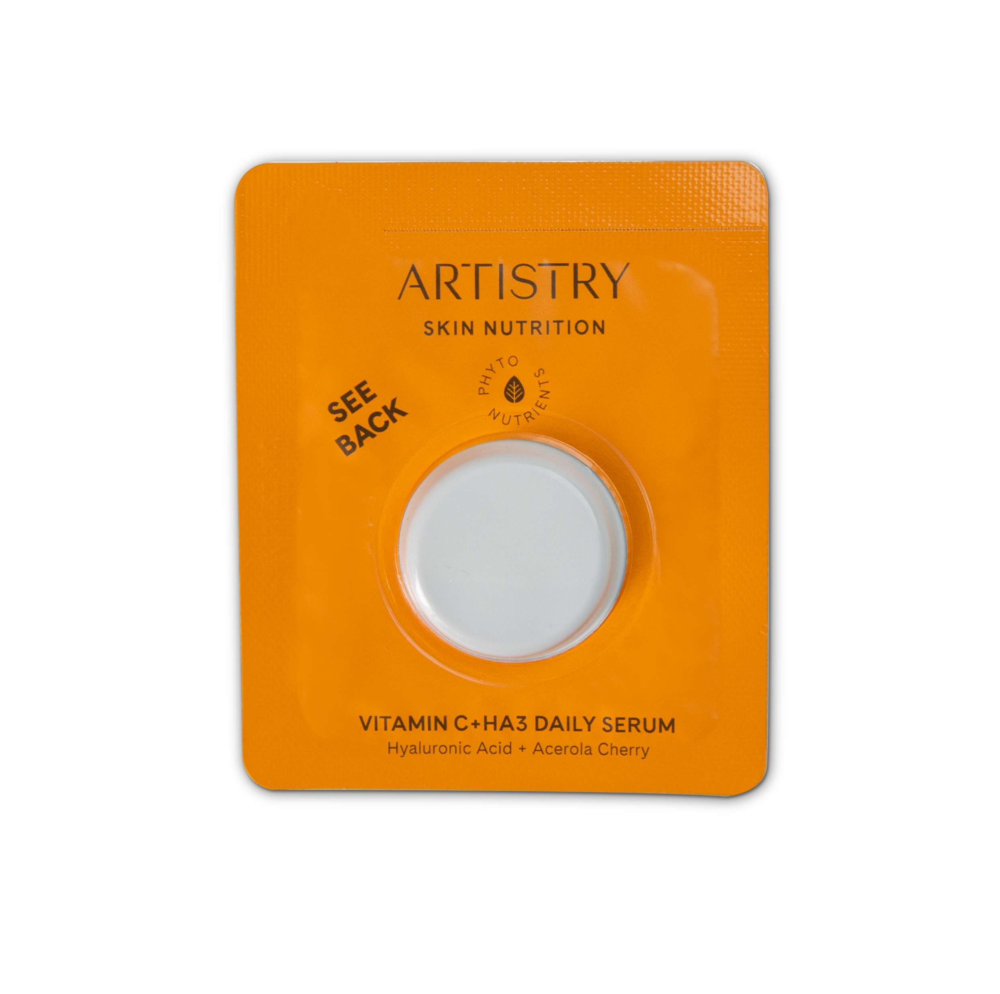 ARTISTRY
SKIN NUTRITION
PHYTO
NUTRIENTS
SEE
BACK
VITAMIN C+HA3 DAILY SERUM
Hyaluronic Acid + Acerola Cherry